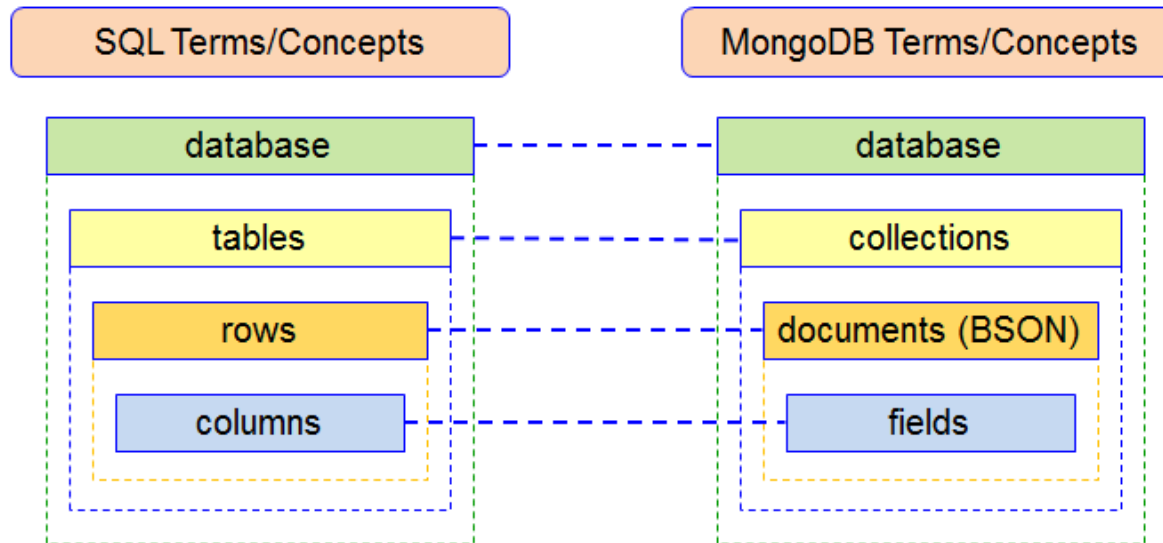 SQL Terms/Concepts
MongoDB Terms/Concepts
database
database
tables
collections
rows
documents (BSON)
columns
fields